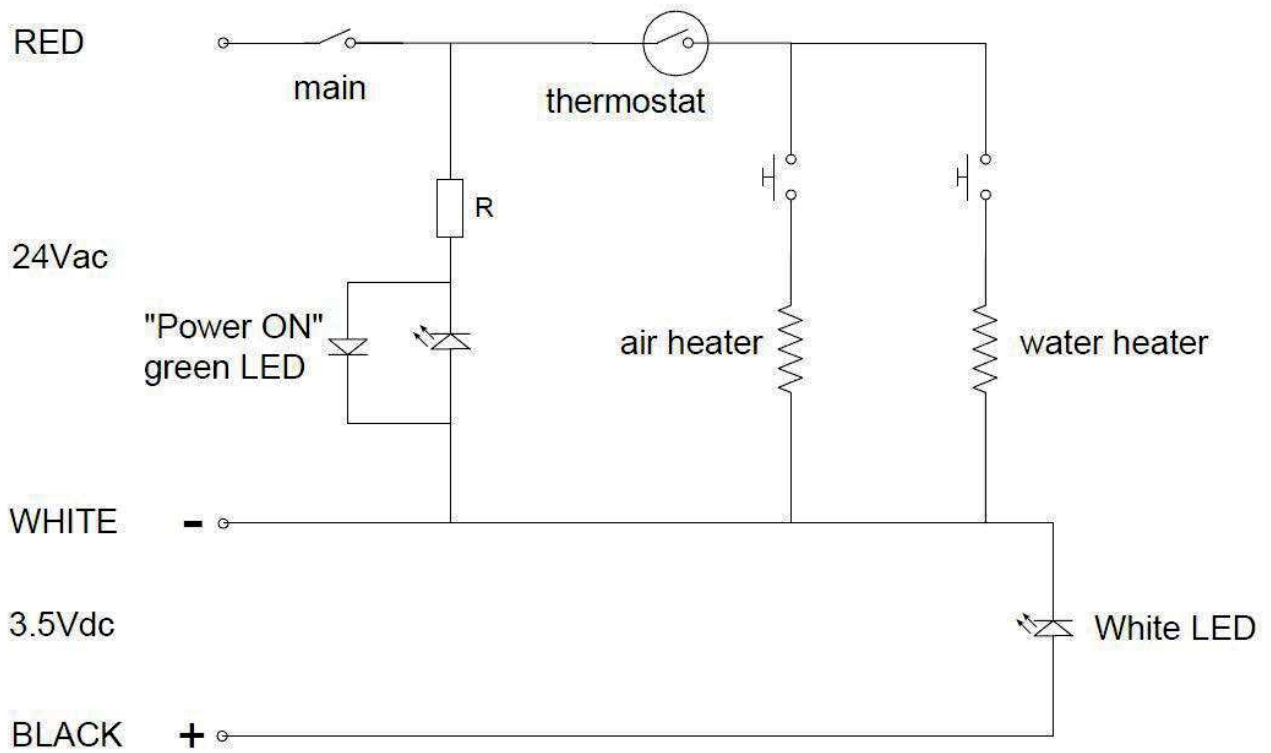 RED
main
thermostat
R
24Vac
"Power ON"
green LED
air heater
water heater
WHITE -
3.5Vdc
White LED
BLACK +